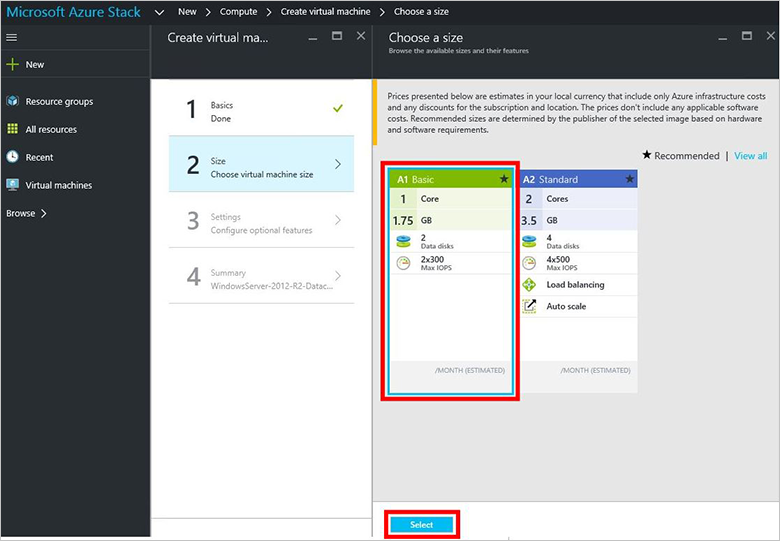 Microsoft Azure Stack
New > Compute > Create virtual machine > Choose a size
New
Resource groups
All resources
Recent
Virtual machines
Browse >
Create virtual ma...
1
Basics
Done
2
Size
Choose virtual machine size
3
Settings
Configure optional features
4
Summary
WindowsServer-2012-R2-Datac...
Choose a size
Browse the available sizes and their features
Prices presented below are estimates in your local currency that include only Azure infrastructure costs
and any discounts for the subscription and location. The prices don't include any applicable software
costs. Recommended sizes are determined by the publisher of the selected image based on hardware
and software requirements.
★ Recommended | View all
A1 Basic ★
1 Core
1.75 GB
2
Data disks
2x300
Max IOPS
/MONTH (ESTIMATED)
A2 Standard ★
2 Cores
3.5 GB
4
Data disks
4x500
Max IOPS
Load balancing
Auto scale
/MONTH (ESTIMATED)
Select